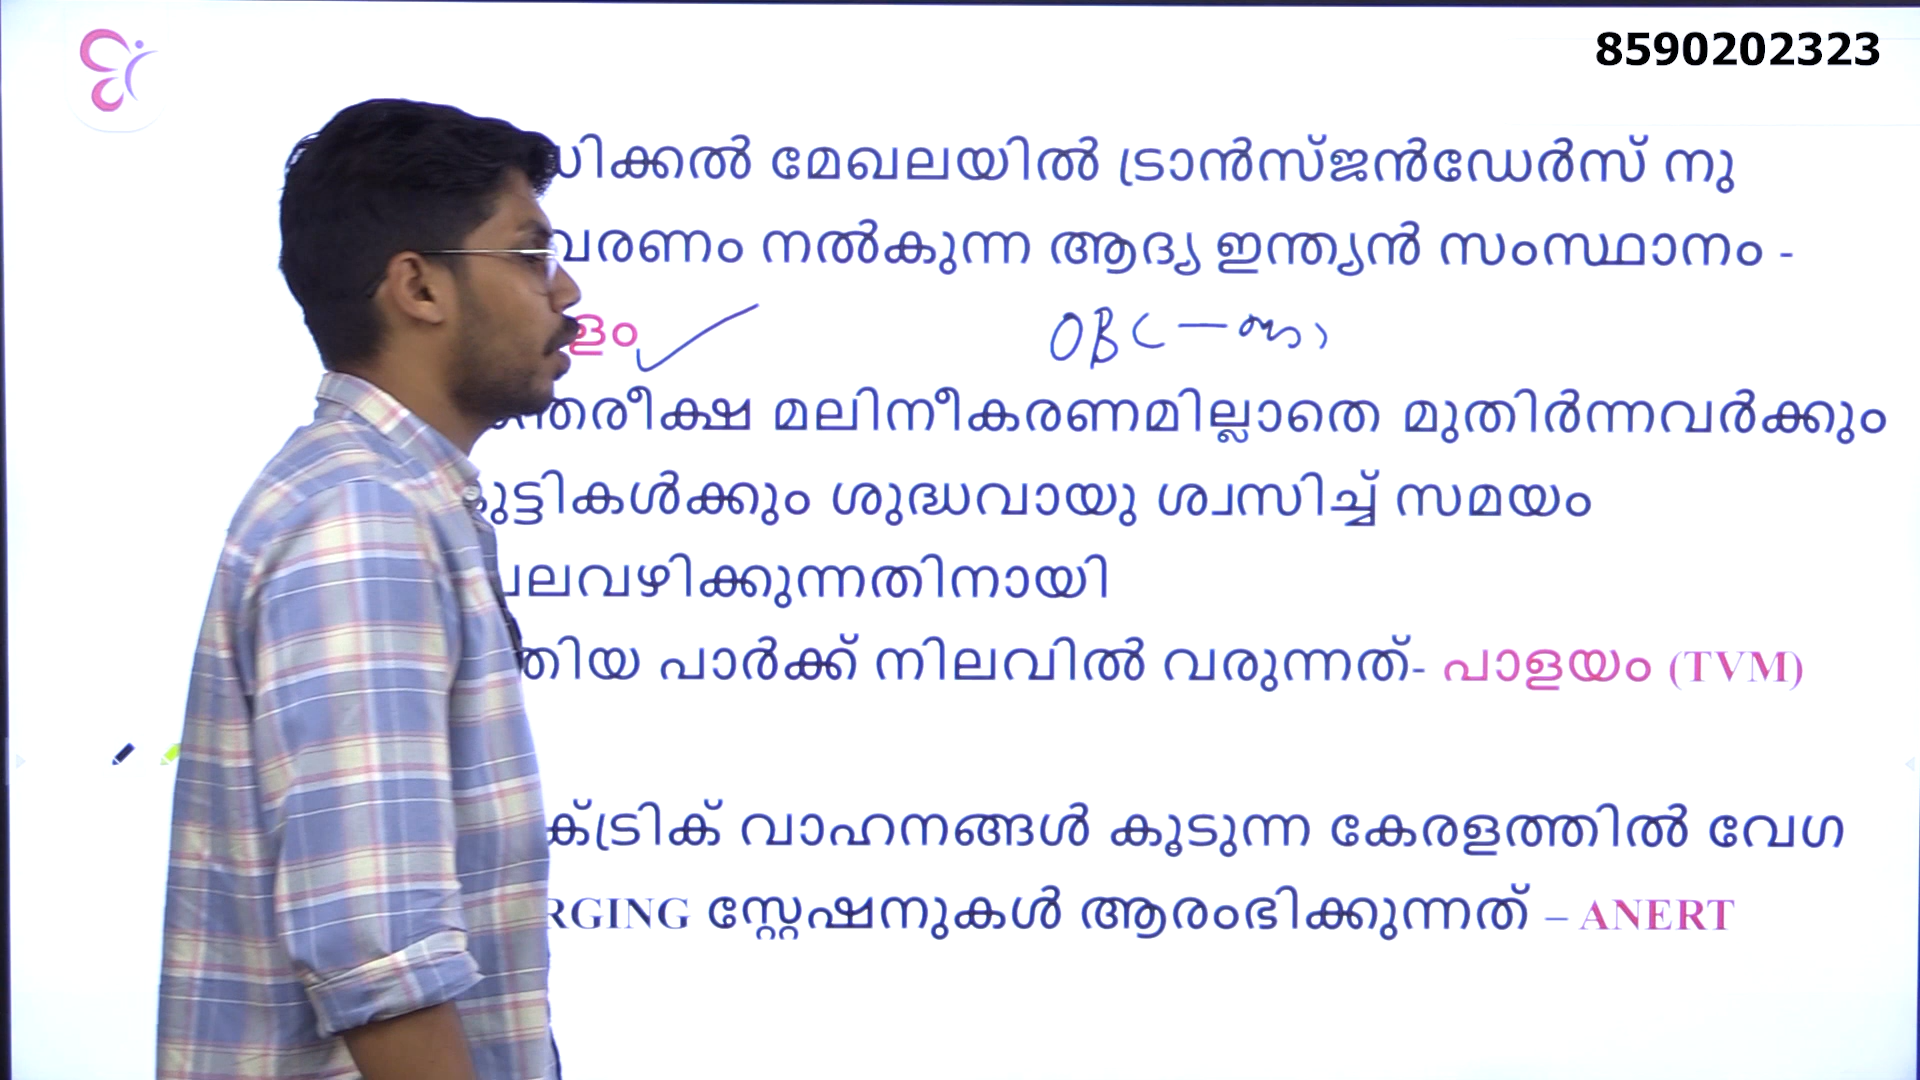 8590202323
ഡിക്കൽ മേഖലയിൽ ട്രാൻസ്ജൻഡേർസ് നു
വരണം നൽകുന്ന ആദ്യ ഇന്ത്യൻ സംസ്ഥാനം -
ളം OBC –
ന്തരീക്ഷ മലിനീകരണമില്ലാതെ മുതിർന്നവർക്കും
കുട്ടികൾക്കും ശുദ്ധവായു ശ്വസിച്ച് സമയം
ചലവഴിക്കുന്നതിനായി
തിയ പാർക്ക് നിലവിൽ വരുന്നത്- പാളയം (TVM)
ക്ട്രിക് വാഹനങ്ങൾ കൂടുന്ന കേരളത്തിൽ വേഗ
RGING സ്റ്റേഷനുകൾ ആരംഭിക്കുന്നത് – ANERT